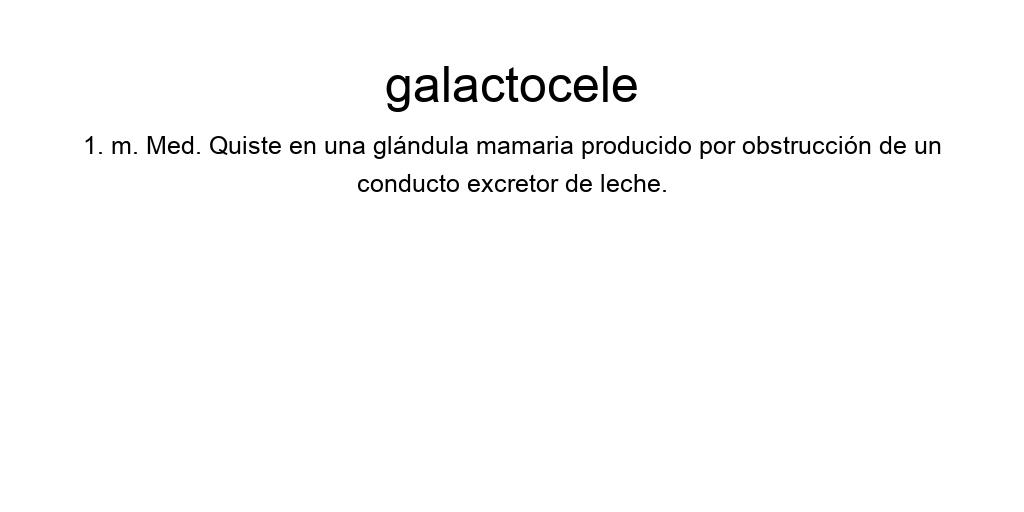 galactocele
1. m. Med. Quiste en una glándula mamaria producido por obstrucción de un
conducto excretor de leche.